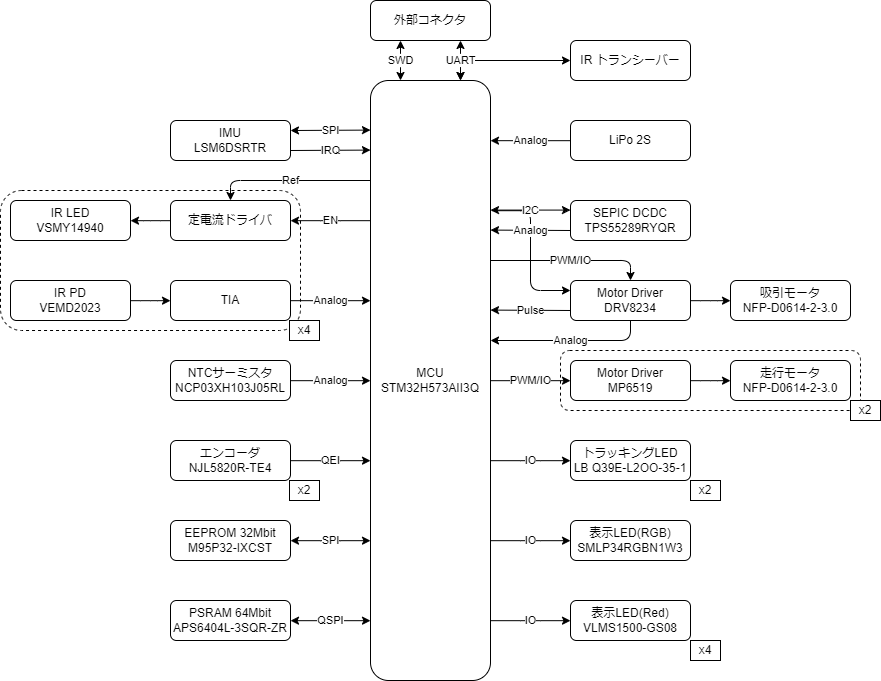 外部コネクタ
SWD
UART
IR トランシーバー
IMU
LSM6DSRTR
SPI
IRQ
Analog
LiPo 2S
Ref
IR LED
VSMY14940
定電流ドライバ
EN
I2C
Analog
SEPIC DCDC
TPS55289RYQR
PWM/IO
IR PD
VEMD2023
TIA
Analog
x4
Pulse
Motor Driver
DRV8234
吸引モータ
NFP-D0614-2-3.0
Analog
NTCサーミスタ
NCP03XH103J05RL
Analog
MCU
STM32H573AII3Q
PWM/IO
Motor Driver
MP6519
走行モータ
NFP-D0614-2-3.0
x2
エンコーダ
NJL5820R-TE4
QEI
x2
IO
トラッキングLED
LB Q39E-L2OO-35-1
x2
EEPROM 32Mbit
M95P32-IXCST
SPI
IO
表示LED(RGB)
SMLP34RGBN1W3
PSRAM 64Mbit
APS6404L-3SQR-ZR
QSPI
IO
表示LED(Red)
VLMS1500-GS08
x4